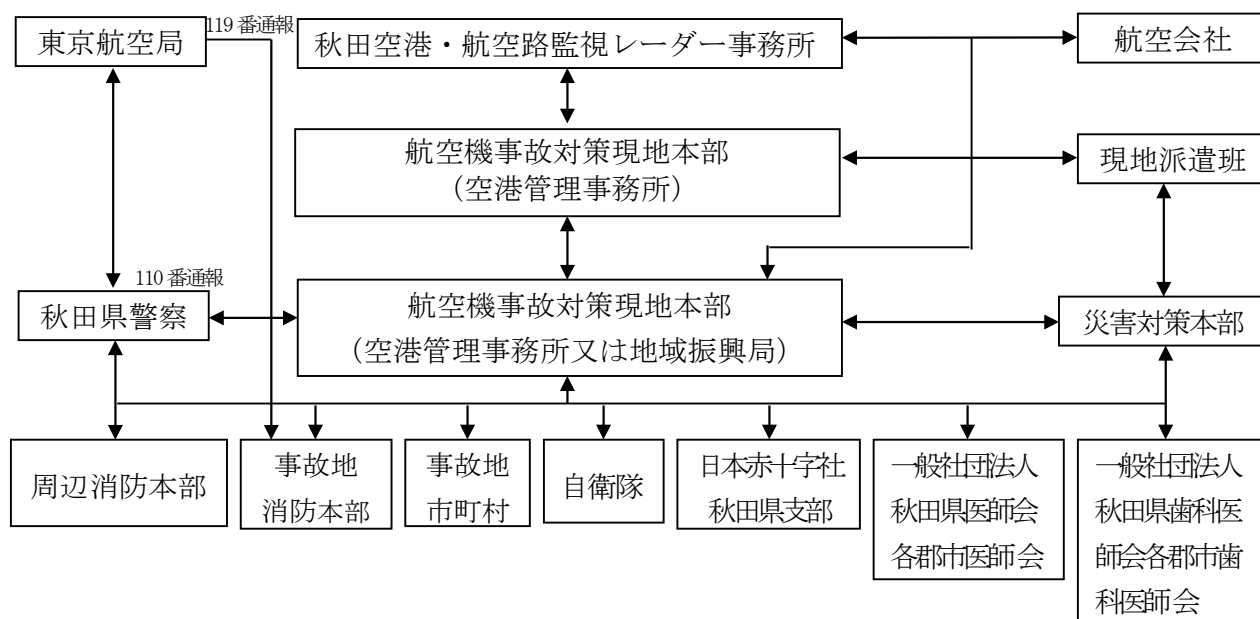 東京航空局
119 番通報
秋田空港・航空路監視レーダー事務所
航空会社
航空機事故対策現地本部
（空港管理事務所）
現地派遣班
110 番通報
秋田県警察
航空機事故対策現地本部
（空港管理事務所又は地域振興局）
災害対策本部
周辺消防本部
事故地
消防本部
事故地
市町村
自衛隊
日本赤十字社
秋田県支部
一般社団法人
秋田県医師会
各郡市医師会
一般社団法人
秋田県歯科医
師会各郡市歯
科医師会